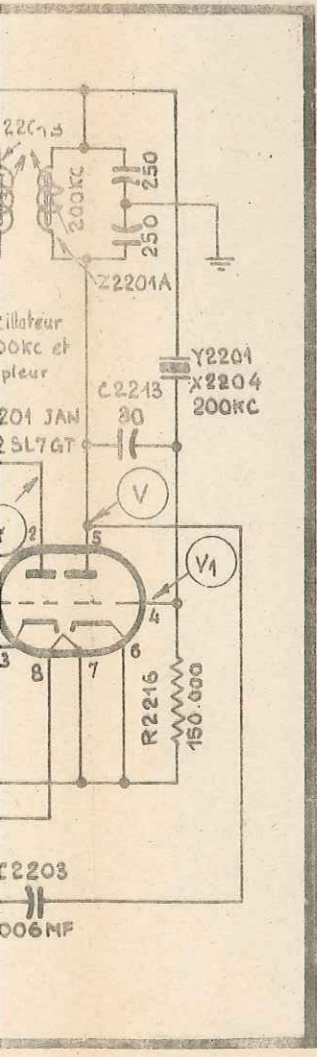 200KC
250
250
Z2201A
illateur
00KC et
pleur
Y2201
X2204
200KC
C2213
30
201 JAN
2SL7GT
V
2
5
V1
4
3
8
7
6
R2216
150.000
C2203
006MF